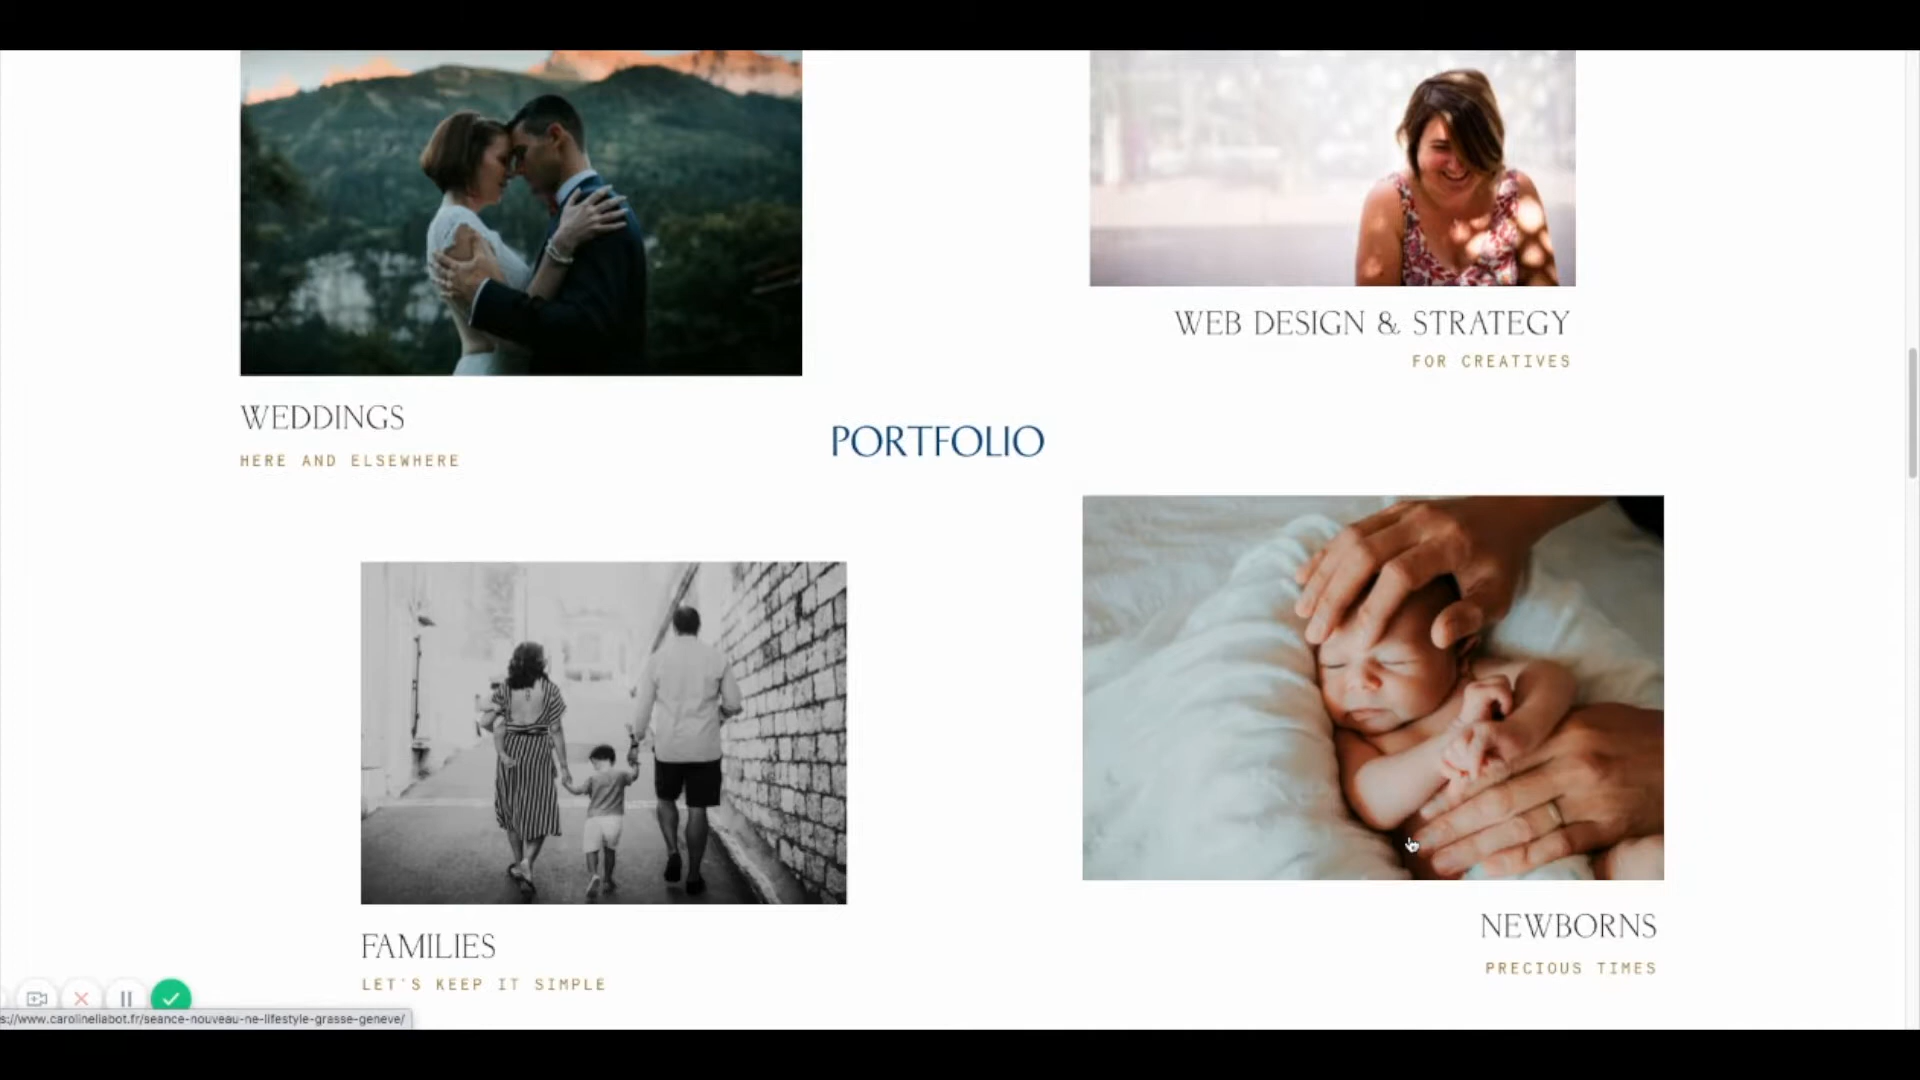 WEB DESIGN & STRATEGY
FOR CREATIVES
WEDDINGS
HERE AND ELSEWHERE
PORTFOLIO
FAMILIES
LET'S KEEP IT SIMPLE
NEWBORNS
PRECIOUS TIMES
s://www.carolineliabot.fr/seance-nouveau-ne-lifestyle-grasse-geneve/